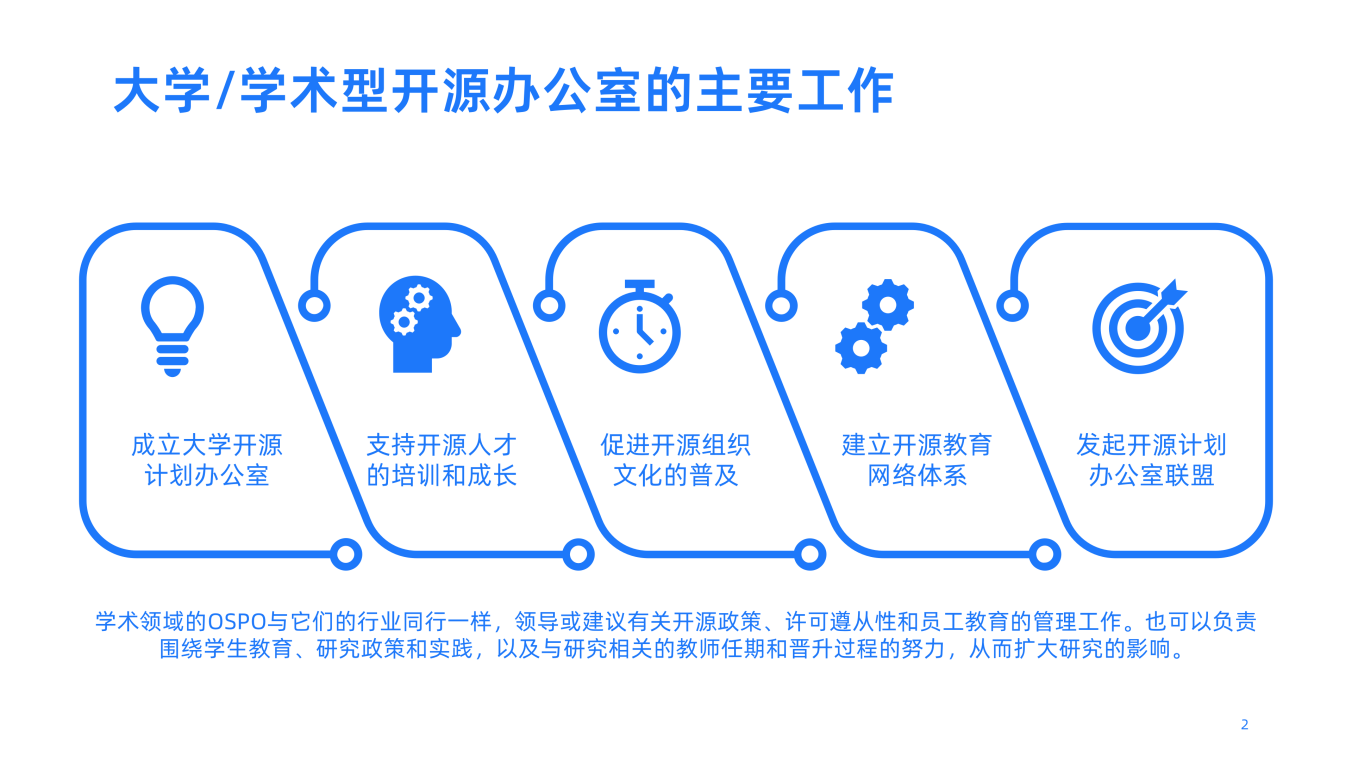 大学/学术型开源办公室的主要工作
成立大学开源
计划办公室
支持开源人才
的培训和成长
促进开源组织
文化的普及
建立开源教育
网络体系
发起开源计划
办公室联盟
学术领域的OSPO与它们的行业同行一样，领导或建议有关开源政策、许可遵从性和员工教育的管理工作。也可以负责
围绕学生教育、研究政策和实践，以及与研究相关的教师任期和晋升过程的努力，从而扩大研究的影响。
2